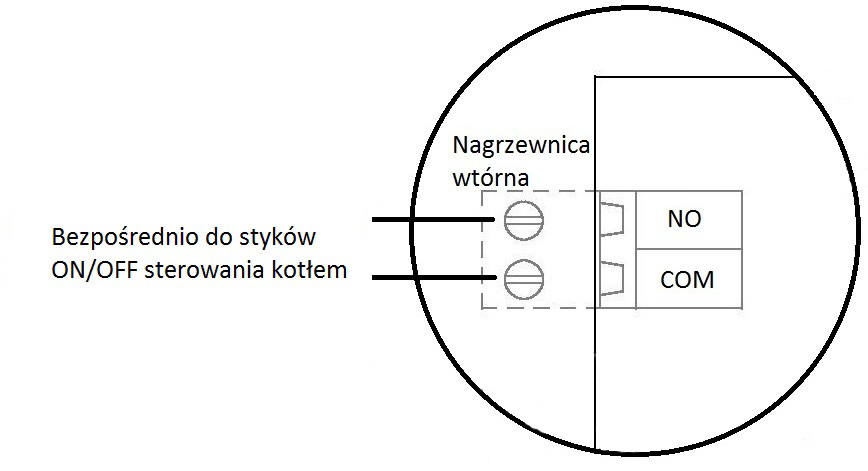 Nagrzewnica
wtórna
NO
Bezpośrednio do styków
ON/OFF sterowania kotłem
COM